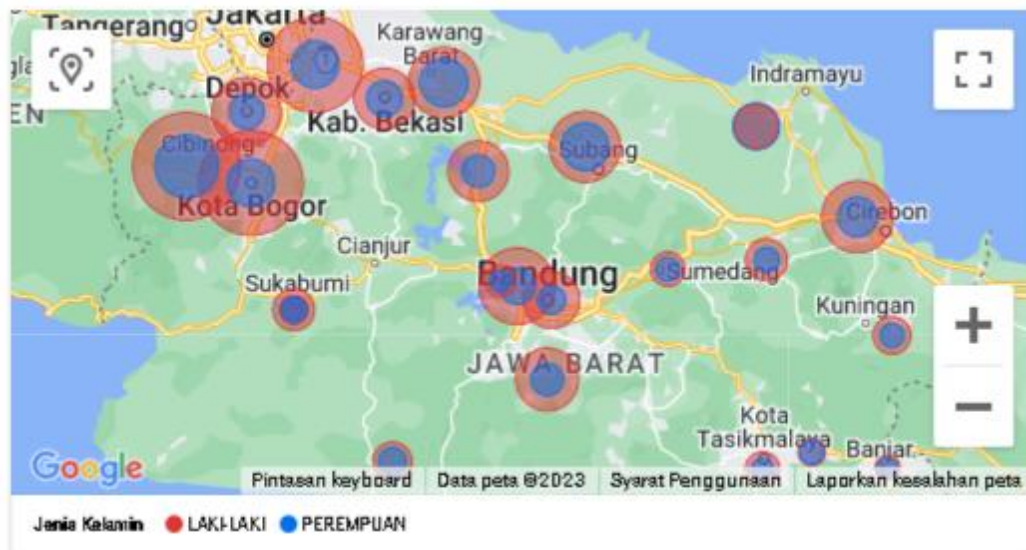 Jakarta
Tangerang
Karawang
Barat
Indramayu
EN
Depok
Kab. Bekasi
Cibinong
Subang
Kota Bogor
Cirebon
Cianjur
Bandung
Sumedang
Sukabumi
Kuningan
JAWA BARAT
Kota
Tasikmalaya
Banjar
Google
Pintasan keyboard
Data peta ©2023
Syarat Penggunaan
Laporkan kesalahan peta
Jenis Kelamin
LAKI-LAKI
PEREMPUAN